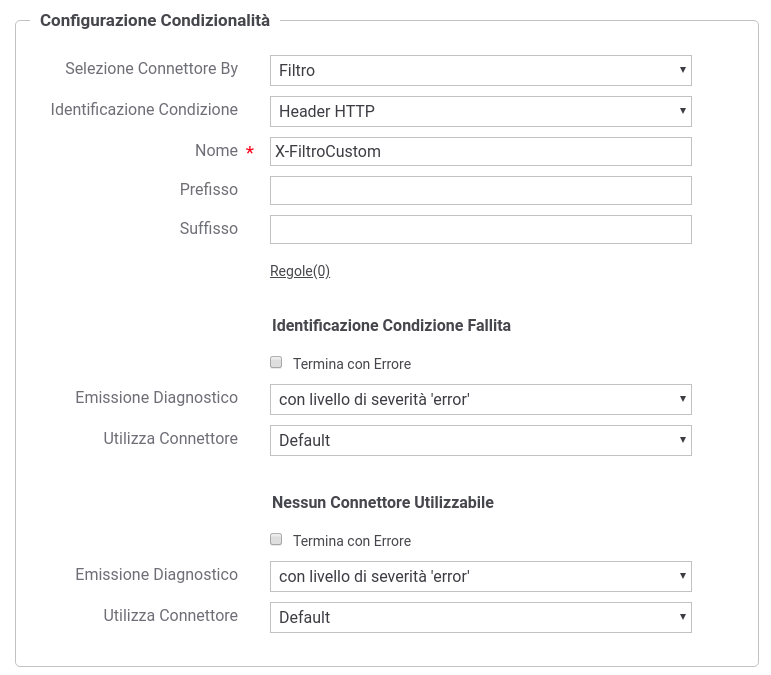 Configurazione Condizionalità
Selezione Connettore By Filtro
Identificazione Condizione Header HTTP
Nome * X-FiltroCustom
Prefisso
Suffisso
Regole(0)
Identificazione Condizione Fallita
Termina con Errore
Emissione Diagnostico con livello di severità 'error'
Utilizza Connettore Default
Nessun Connettore Utilizzabile
Termina con Errore
Emissione Diagnostico con livello di severità 'error'
Utilizza Connettore Default